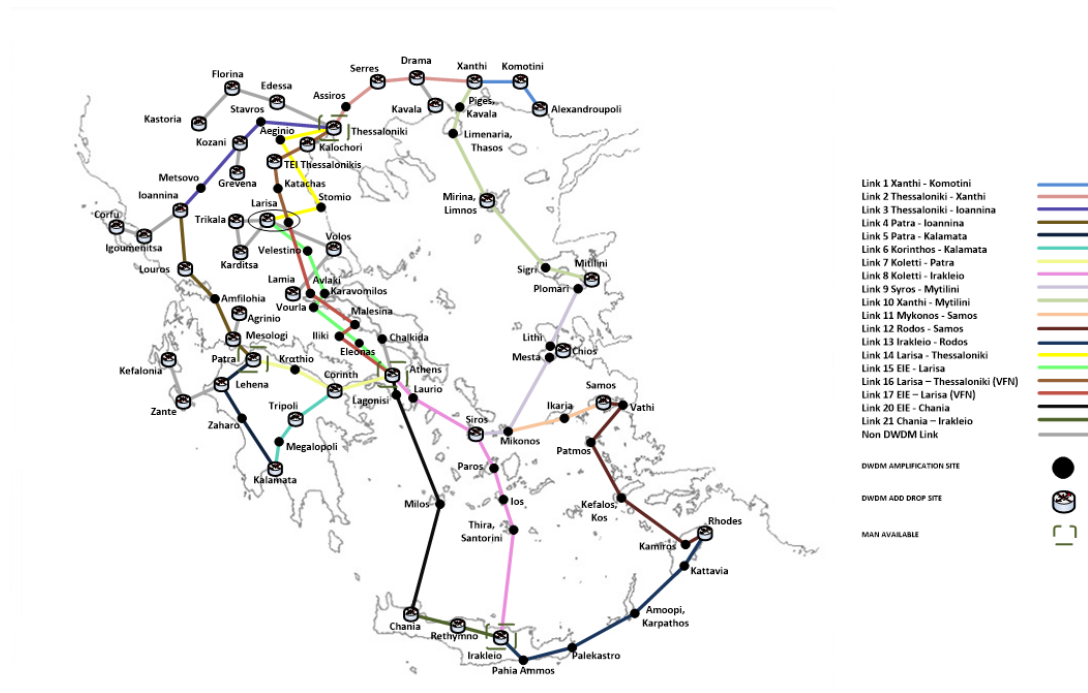 Florina
Edessa
Serres
Drama
Xanthi
Komotini
Assiros
Kavala
Piges,
Kavala
Alexandroupoli
Stavros
Kastoria
Aeginio
Thessaloniki
Limenaria,
Thasos
Kozani
Kalochori
TEI Thessalonikis
Metsovo
Grevena
Katachas
Ioannina
Larisa
Stomio
Mirina,
Limnos
Corfu
Trikala
Volos
Igoumenitsa
Velestino
Karditsa
Sigri
Mitilini
Louros
Lamia
Avlaki
Karavomilos
Plomari
Amfilohia
Vourla
Malesina
Agrinio
Mesologi
Iliki
Chalkida
Lithi
Eleonas
Mesta
Chios
Patra
Krathio
Kefalonia
Athens
Lehena
Corinth
Laurio
Samos
Lagonisi
Zante
Tripoli
Ikaria
Vathi
Zaharo
Siros
Mikonos
Megalopoli
Patmos
Kalamata
Paros
Milos
Ios
Kefalos,
Kos
Thira,
Santorini
Rhodes
Kamiros
Kattavia
Amoopi,
Karpathos
Chania
Rethymno
Irakleio
Palekastro
Pahia Ammos
Link 1 Xanthi - Komotini
Link 2 Thessaloniki - Xanthi
Link 3 Thessaloniki - Ioannina
Link 4 Patra - Ioannina
Link 5 Patra - Kalamata
Link 6 Korinthos - Kalamata
Link 7 Koletti - Patra
Link 8 Koletti - Irakleio
Link 9 Syros - Mytilini
Link 10 Xanthi - Mytilini
Link 11 Mykonos - Samos
Link 12 Rodos - Samos
Link 13 Irakleio - Rodos
Link 14 Larisa - Thessaloniki
Link 15 EIE - Larisa
Link 16 Larisa – Thessaloniki (VFN)
Link 17 EIE – Larisa (VFN)
Link 20 EIE - Chania
Link 21 Chania – Irakleio
Non DWDM Link
DWDM AMPLIFICATION SITE
DWDM ADD DROP SITE
MAN AVAILABLE